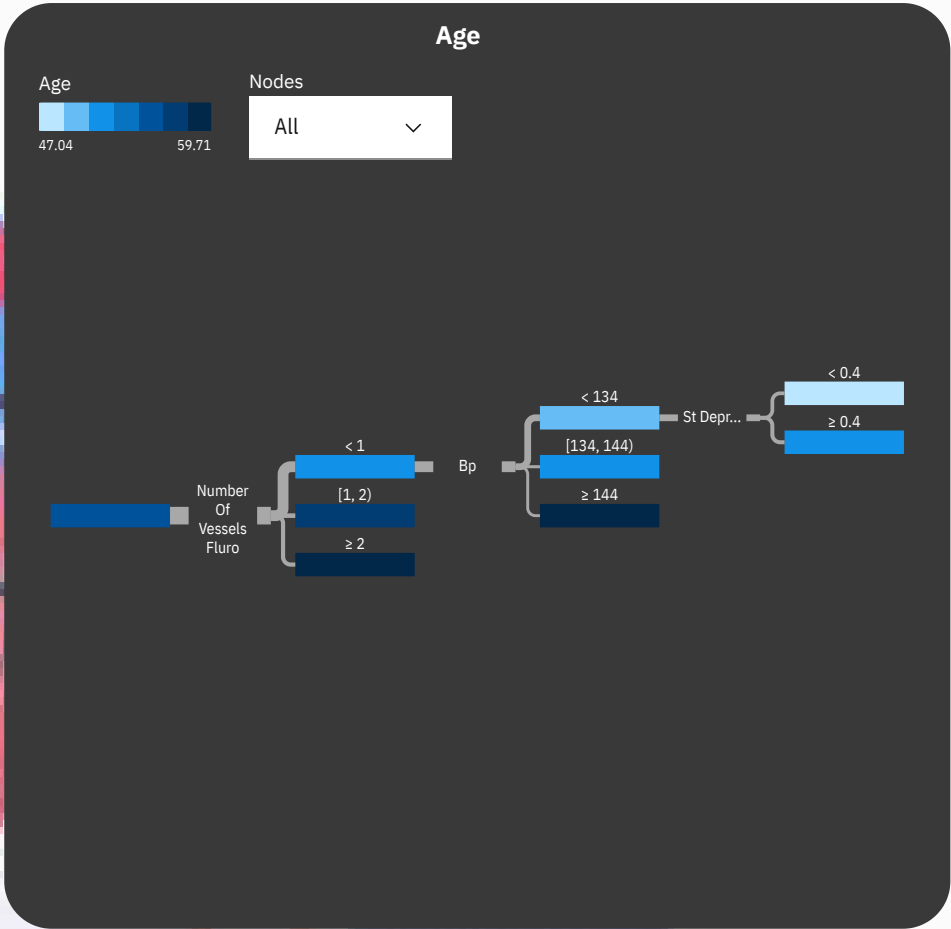 Age
Age
Nodes
47.04 59.71
All
Number
Of
Vessels
Fluro
< 1
[1, 2)
≥ 2
Bp
< 134
[134, 144)
≥ 144
St Depr...
< 0.4
≥ 0.4